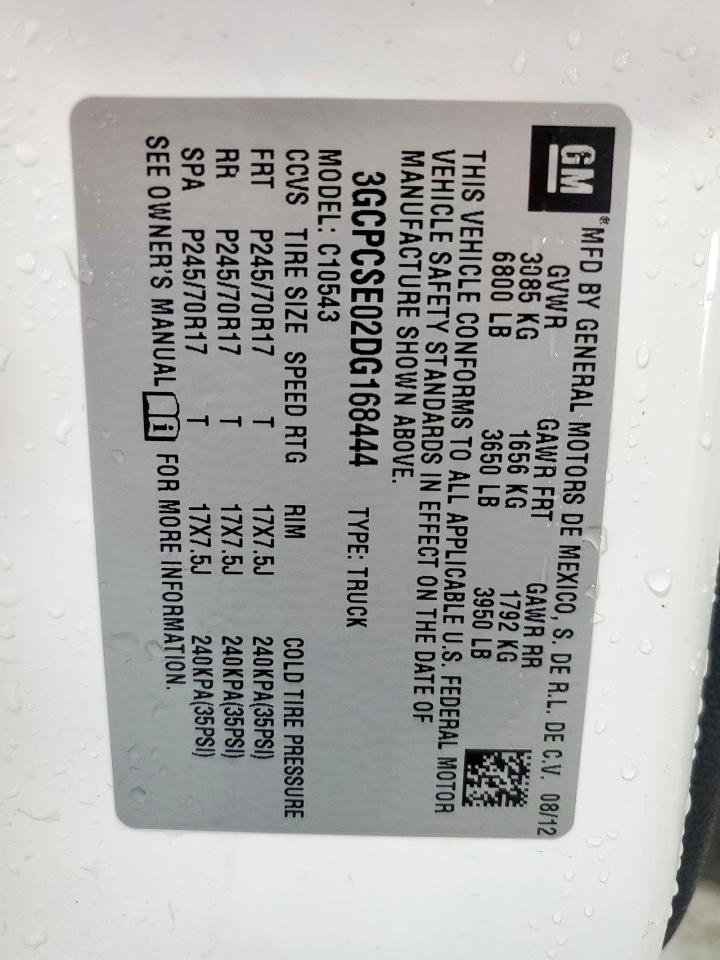 GM® MFD BY GENERAL MOTORS DE MEXICO, S. DE R.L. DE C.V. 08/12
GVWR GAWR FRT GAWR RR
3085 KG 1656 KG 1792 KG
6800 LB 3650 LB 3950 LB
THIS VEHICLE CONFORMS TO ALL APPLICABLE U.S. FEDERAL MOTOR
VEHICLE SAFETY STANDARDS IN EFFECT ON THE DATE OF
MANUFACTURE SHOWN ABOVE.
3GCPCSE02DG168444 TYPE: TRUCK
MODEL: C10543
CCVS TIRE SIZE SPEED RTG RIM COLD TIRE PRESSURE
FRT P245/70R17 T 17X7.5J 240KPA(35PSI)
RR P245/70R17 T 17X7.5J 240KPA(35PSI)
SPA P245/70R17 T 17X7.5J 240KPA(35PSI)
SEE OWNER'S MANUAL i FOR MORE INFORMATION.